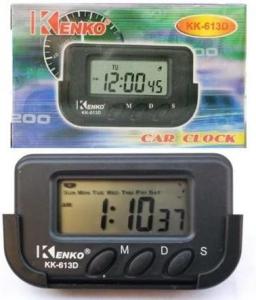 KENKO
KK-613D
TU
12:00 45
KENKO®
KK-613D
M D S
200
CAR CLOCK
SUN MON TUE WED THU FRI SAT
1:10 37
KENKO®
KK-613D
M D S